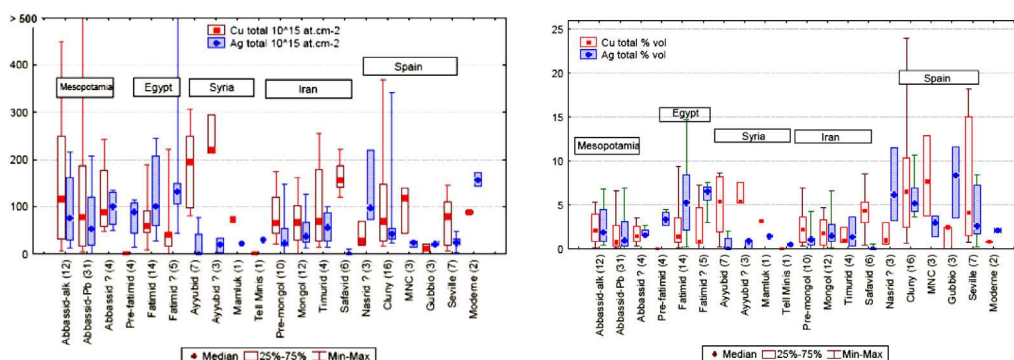 > 500
400
300
200
100
0
Cu total 10^15 at.cm-2
Ag total 10^15 at.cm-2
Mesopotamia
Egypt
Syria
Iran
Spain
Abbassid-alk (12)
Abbassid-Pb (31)
Abbassid ? (4)
Pre-fatimid (4)
Fatimid (14)
Fatimid ? (5)
Ayyubid (7)
Ayyubid ? (3)
Mamluk (1)
Tell Minis (1)
Pre-mongol (10)
Mongol (12)
Timurid (4)
Safavid (6)
Nasrid ? (3)
Cluny (16)
MNC (3)
Gubbio (3)
Seville (7)
Moderne (2)
Median 25%-75% Min-Max
25
20
15
10
5
0
Cu total % vol
Ag total % vol
Mesopotamia
Egypt
Syria
Iran
Spain
Abbassid-alk (12)
Abbasid-Pb (31)
Abbassid ? (4)
Pre-fatimid (4)
Fatimid (14)
Fatimid ? (5)
Ayyubid (7)
Ayyubid ? (3)
Mamluk (1)
Tell Minis (1)
Pre-mongol (10)
Mongol (12)
Timurid (4)
Safavid (6)
Nasrid ? (3)
Cluny (16)
MNC (3)
Gubbio (3)
Seville (7)
Moderne (2)
Median 25%-75% Min-Max